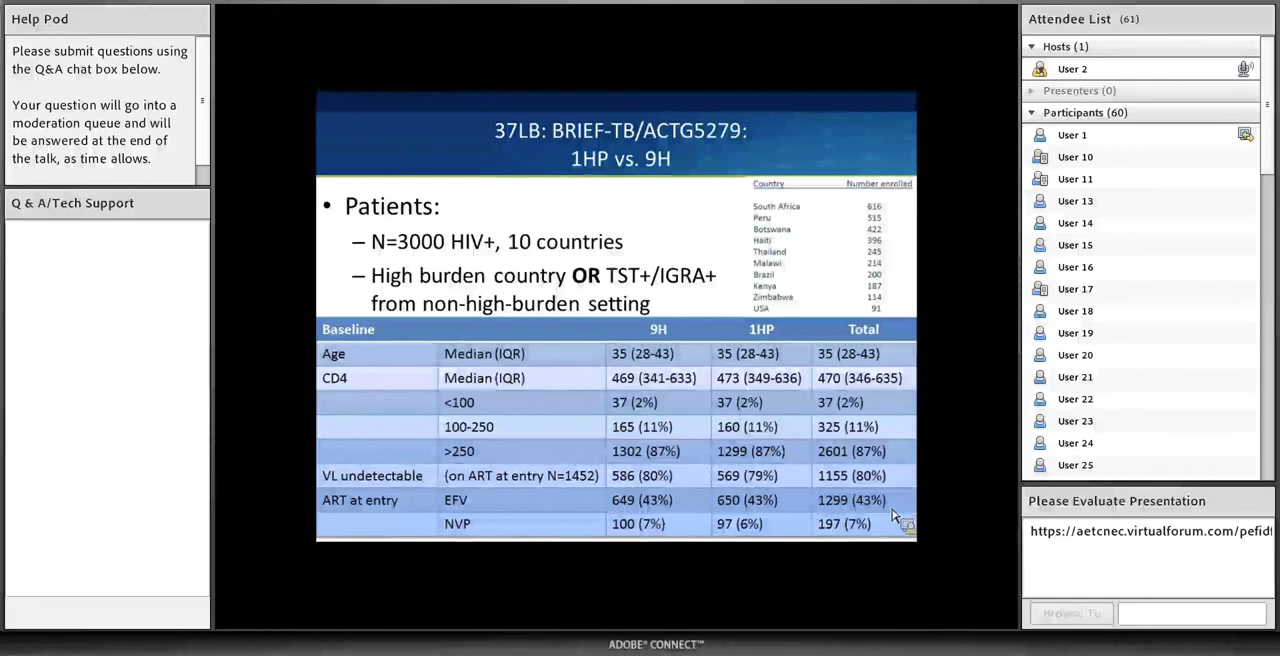 Help Pod
Please submit questions using
the Q&A chat box below.
Your question will go into a
moderation queue and will
be answered at the end of
the talk, as time allows.
Q & A/Tech Support
37LB: BRIEF-TB/ACTG5279:
1HP vs. 9H
• Patients:
– N=3000 HIV+, 10 countries
– High burden country OR TST+/IGRA+
from non-high-burden setting
Country Number enrolled
South Africa 616
Peru 515
Botswana 422
Haiti 396
Thailand 245
Malawi 214
Brazil 200
Kenya 187
Zimbabwe 114
USA 91
Baseline 9H 1HP Total
Age Median (IQR) 35 (28-43) 35 (28-43) 35 (28-43)
CD4 Median (IQR) 469 (341-633) 473 (349-636) 470 (346-635)
<100 37 (2%) 37 (2%) 37 (2%)
100-250 165 (11%) 160 (11%) 325 (11%)
>250 1302 (87%) 1299 (87%) 2601 (87%)
VL undetectable (on ART at entry N=1452) 586 (80%) 569 (79%) 1155 (80%)
ART at entry EFV 649 (43%) 650 (43%) 1299 (43%)
NVP 100 (7%) 97 (6%) 197 (7%)
Attendee List (61)
Hosts (1)
User 2
Presenters (0)
Participants (60)
User 1
User 10
User 11
User 13
User 14
User 15
User 16
User 17
User 18
User 19
User 20
User 21
User 22
User 23
User 24
User 25
Please Evaluate Presentation
https://aetcnec.virtualforum.com/pefidf
Browse To
ADOBE® CONNECT™